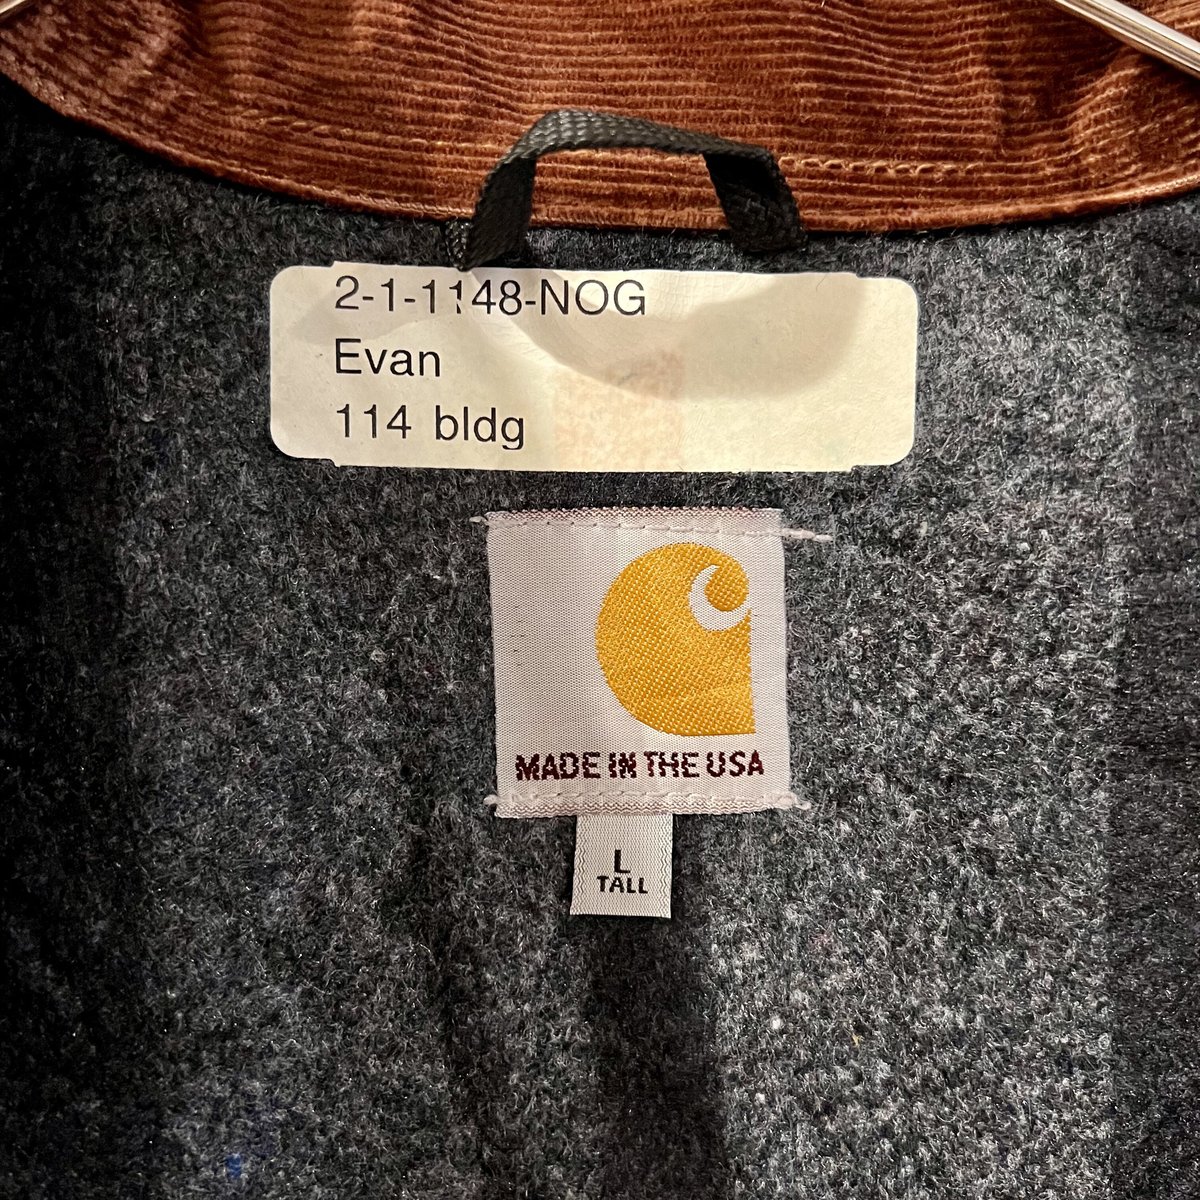 2-1-1148-NOG
Evan
114 bldg
MADE IN THE USA
L
TALL